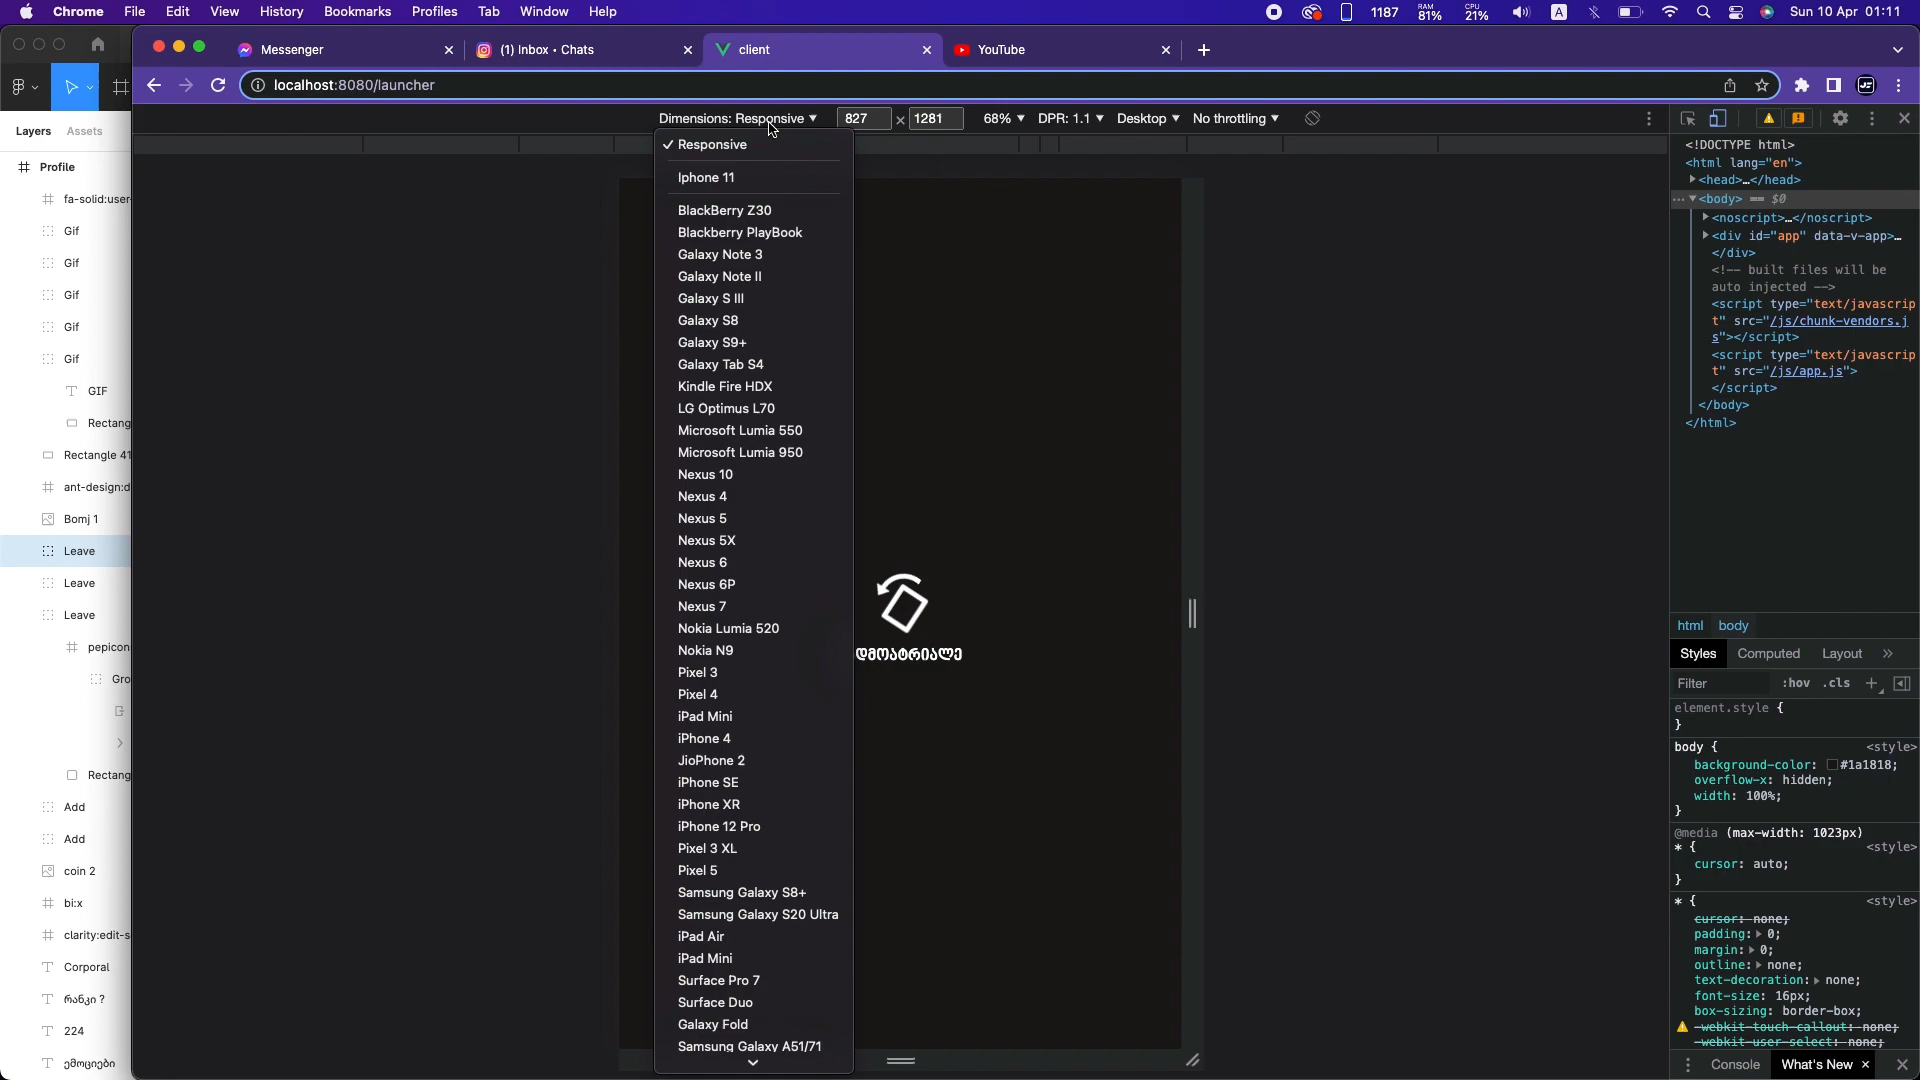 Chrome File Edit View History Bookmarks Profiles Tab Window Help
1187 RAM 81% CPU 21% A Sun 10 Apr 01:11
Messenger
(1) Inbox • Chats
client
YouTube
localhost:8080/launcher
Dimensions: Responsive 827 × 1281 68% DPR: 1.1 Desktop No throttling
Layers Assets
Profile
fa-solid:user
Gif
Gif
Gif
Gif
Gif
GIF
Rectang
Rectangle 41
ant-design:d
Bomj 1
Leave
Leave
Leave
pepicon
Gro
Rectang
Add
Add
coin 2
bi:x
clarity:edit-s
Corporal
რანკი ?
224
ემოციები
Responsive
Iphone 11
BlackBerry Z30
Blackberry PlayBook
Galaxy Note 3
Galaxy Note II
Galaxy S III
Galaxy S8
Galaxy S9+
Galaxy Tab S4
Kindle Fire HDX
LG Optimus L70
Microsoft Lumia 550
Microsoft Lumia 950
Nexus 10
Nexus 4
Nexus 5
Nexus 5X
Nexus 6
Nexus 6P
Nexus 7
Nokia Lumia 520
Nokia N9
Pixel 3
Pixel 4
iPad Mini
iPhone 4
JioPhone 2
iPhone SE
iPhone XR
iPhone 12 Pro
Pixel 3 XL
Pixel 5
Samsung Galaxy S8+
Samsung Galaxy S20 Ultra
iPad Air
iPad Mini
Surface Pro 7
Surface Duo
Galaxy Fold
Samsung Galaxy A51/71
დმოატრიალე
<!DOCTYPE html>
<html lang="en">
<head>…</head>
<body> == $0
<noscript>…</noscript>
<div id="app" data-v-app>…
</div>
<!-- built files will be
auto injected -->
<script type="text/javascrip
t" src="/js/chunk-vendors.j
s"></script>
<script type="text/javascrip
t" src="/js/app.js">
</script>
</body>
</html>
html body
Styles Computed Layout »
Filter :hov .cls +
element.style {
}
body { <style>
background-color: #1a1818;
overflow-x: hidden;
width: 100%;
}
@media (max-width: 1023px)
* { <style>
cursor: auto;
}
* { <style>
cursor: none;
padding: 0;
margin: 0;
outline: none;
text-decoration: none;
font-size: 16px;
box-sizing: border-box;
-webkit-touch-callout: none;
-webkit-user-select: none;
Console What's New